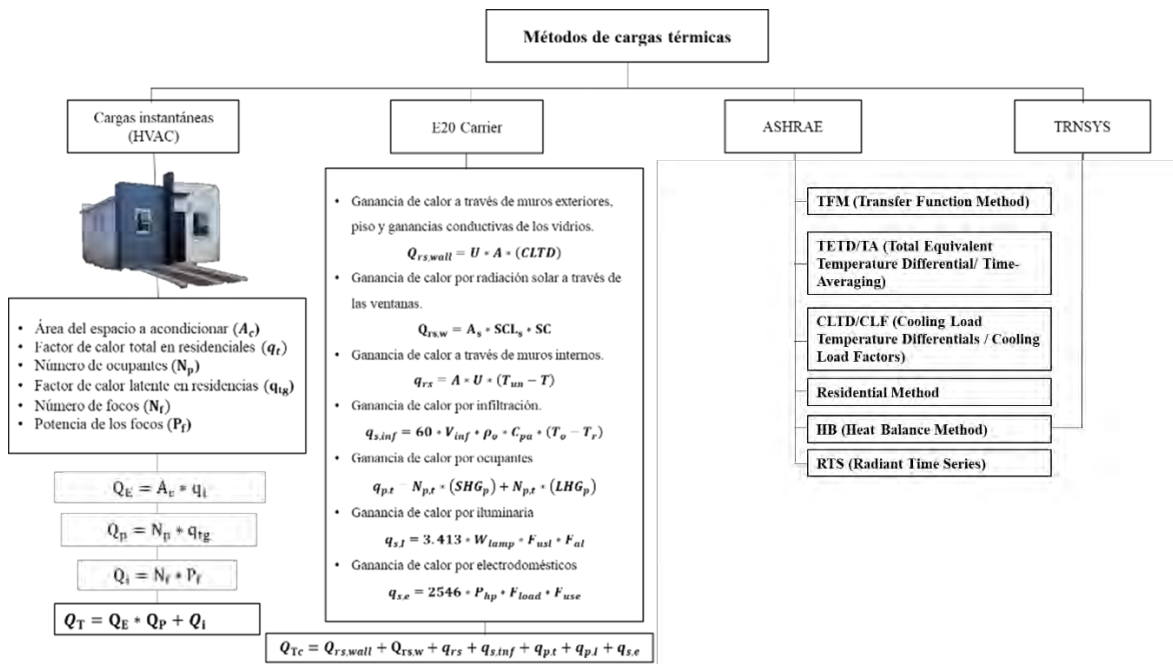 Métodos de cargas térmicas
Cargas instantáneas
(HVAC)
E20 Carrier
ASHRAE
TRNSYS
• Área del espacio a acondicionar (A_c)
• Factor de calor total en residenciales (q_t)
• Número de ocupantes (N_p)
• Factor de calor latente en residencias (q_tg)
• Número de focos (N_f)
• Potencia de los focos (P_f)
Q_E = A_c * q_i
Q_p = N_p * q_tg
Q_i = N_f * P_f
Q_T = Q_E * Q_P + Q_i
• Ganancia de calor a través de muros exteriores,
piso y ganancias conductivas de los vidrios.
Q_rs,wall = U * A * (CLTD)
• Ganancia de calor por radiación solar a través de
las ventanas.
Q_rs,w = A_s * SCL_s * SC
• Ganancia de calor a través de muros internos.
q_rs = A * U * (T_un − T)
• Ganancia de calor por infiltración.
q_s,inf = 60 * V_inf * ρ_o * C_pa * (T_o − T_r)
• Ganancia de calor por ocupantes
q_p,t = N_p,t * (SHG_p) + N_p,t * (LHG_p)
• Ganancia de calor por iluminaria
q_s,l = 3.413 * W_lamp * F_usl * F_al
• Ganancia de calor por electrodomésticos
q_s,e = 2546 * P_hp * F_load * F_use
Q_Tc = Q_rs,wall + Q_rs,w + q_rs + q_s,inf + q_p,t + q_p,l + q_s,e
TFM (Transfer Function Method)
TETD/TA (Total Equivalent
Temperature Differential/ Time-
Averaging)
CLTD/CLF (Cooling Load
Temperature Differentials / Cooling
Load Factors)
Residential Method
HB (Heat Balance Method)
RTS (Radiant Time Series)